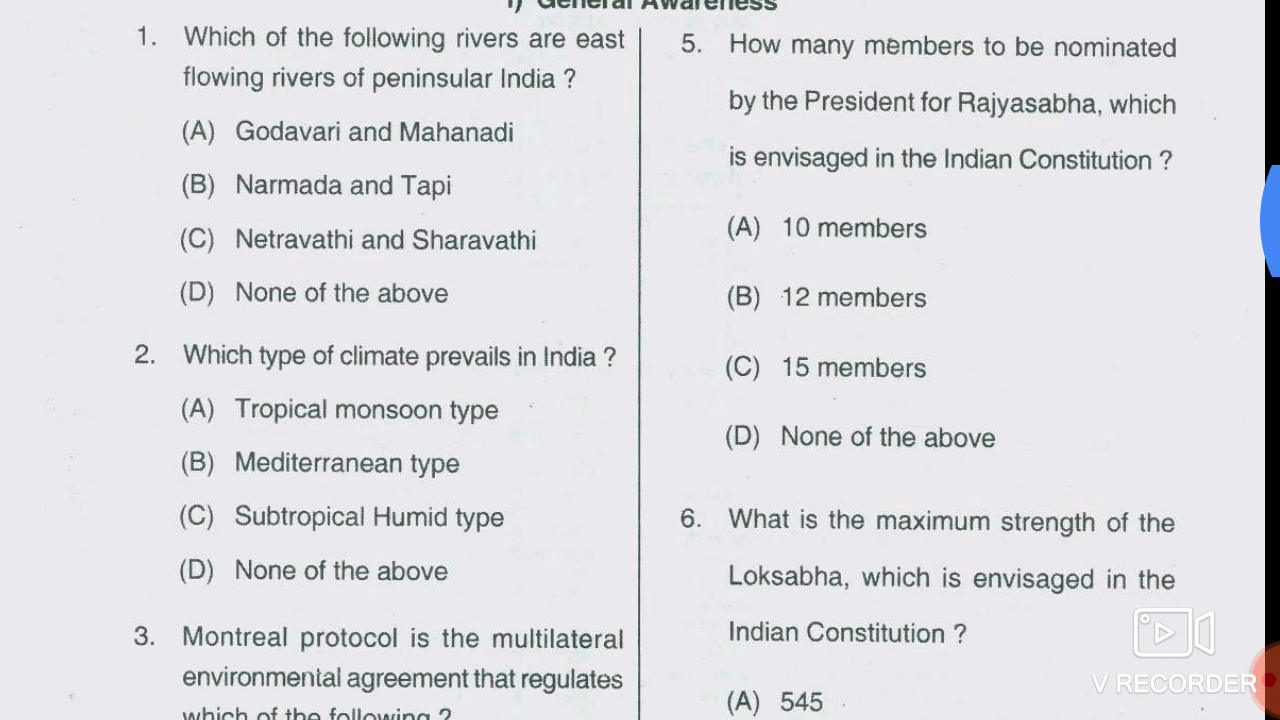 I) General Awareness
1. Which of the following rivers are east
flowing rivers of peninsular India ?
(A) Godavari and Mahanadi
(B) Narmada and Tapi
(C) Netravathi and Sharavathi
(D) None of the above
2. Which type of climate prevails in India ?
(A) Tropical monsoon type
(B) Mediterranean type
(C) Subtropical Humid type
(D) None of the above
3. Montreal protocol is the multilateral
environmental agreement that regulates
which of the following ?
5. How many members to be nominated
by the President for Rajyasabha, which
is envisaged in the Indian Constitution ?
(A) 10 members
(B) 12 members
(C) 15 members
(D) None of the above
6. What is the maximum strength of the
Loksabha, which is envisaged in the
Indian Constitution ?
(A) 545
V RECORDER